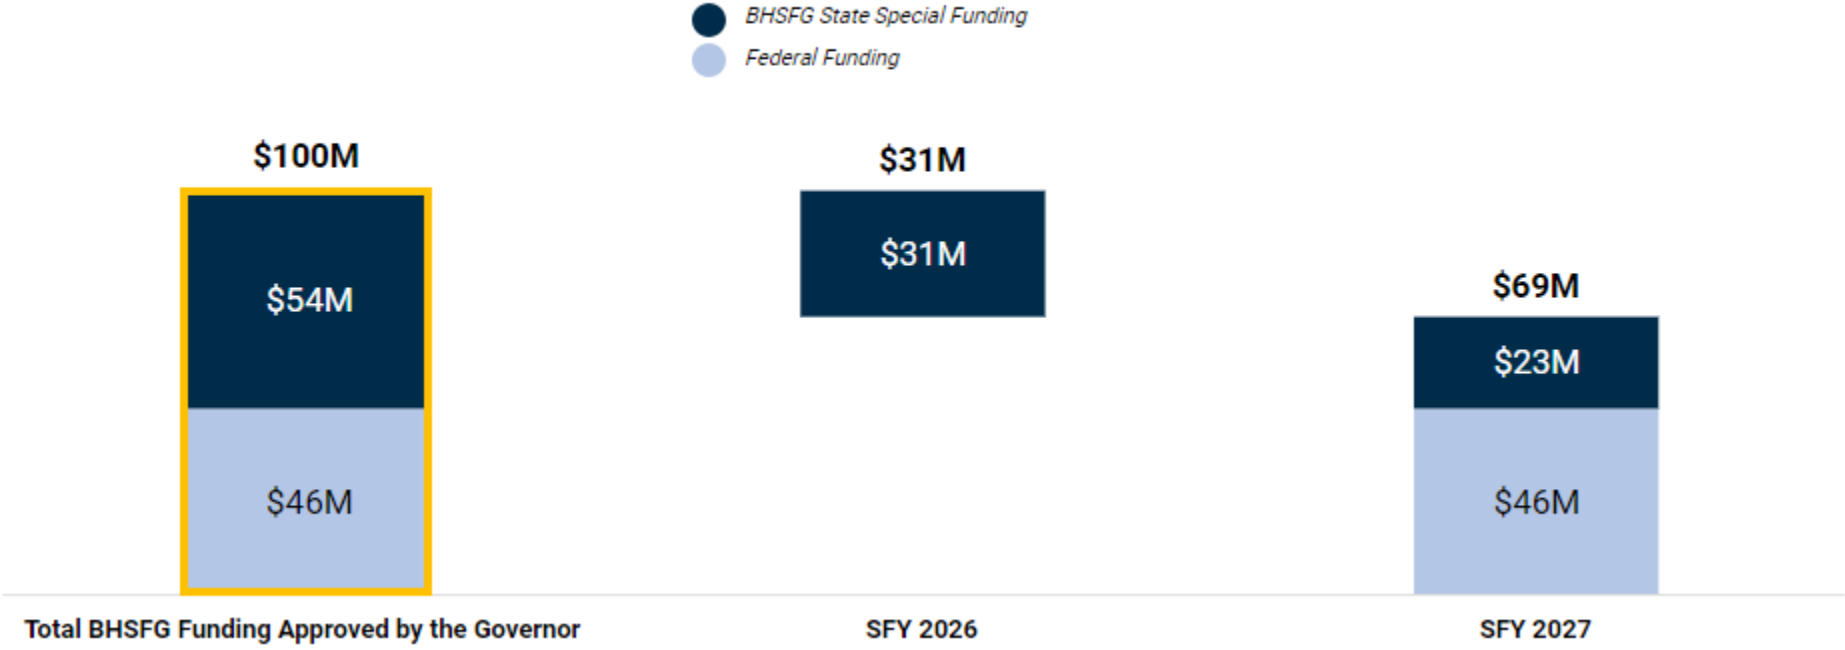 BHSFG State Special Funding
Federal Funding
$100M
$54M
$46M
Total BHSFG Funding Approved by the Governor
$31M
$31M
SFY 2026
$69M
$23M
$46M
SFY 2027